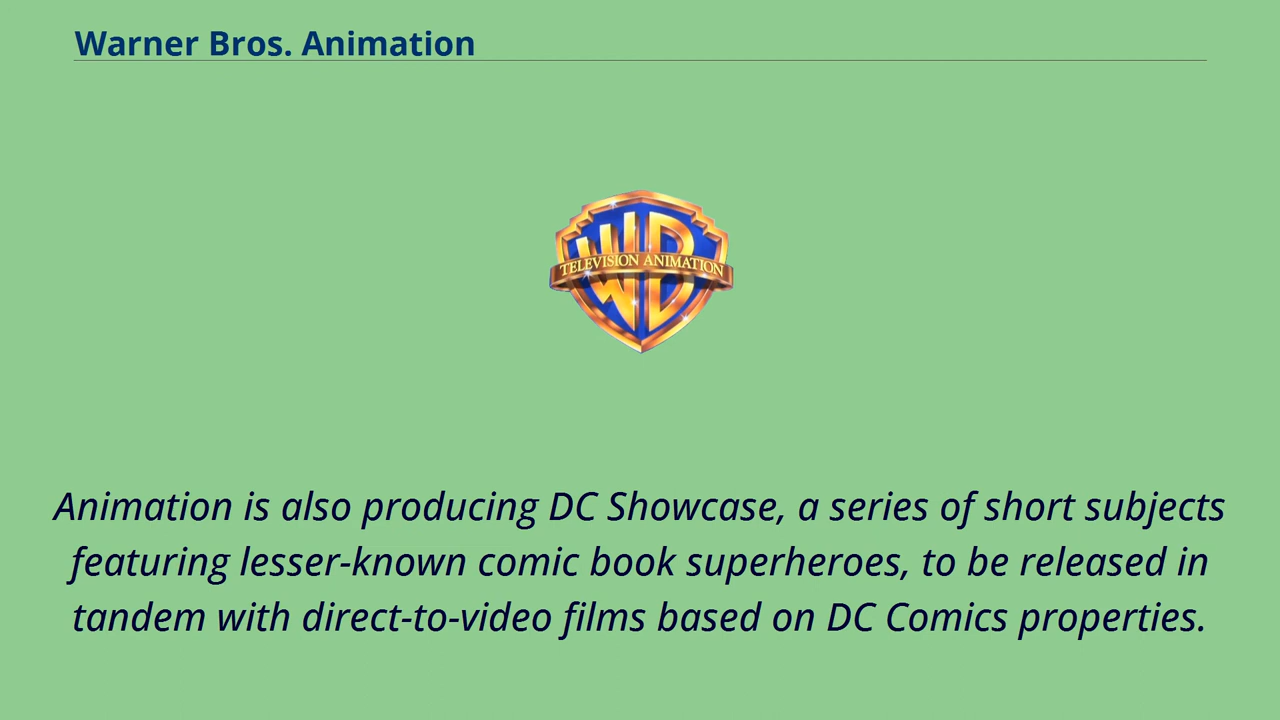 Warner Bros. Animation
WB
TELEVISION ANIMATION
Animation is also producing DC Showcase, a series of short subjects
featuring lesser-known comic book superheroes, to be released in
tandem with direct-to-video films based on DC Comics properties.